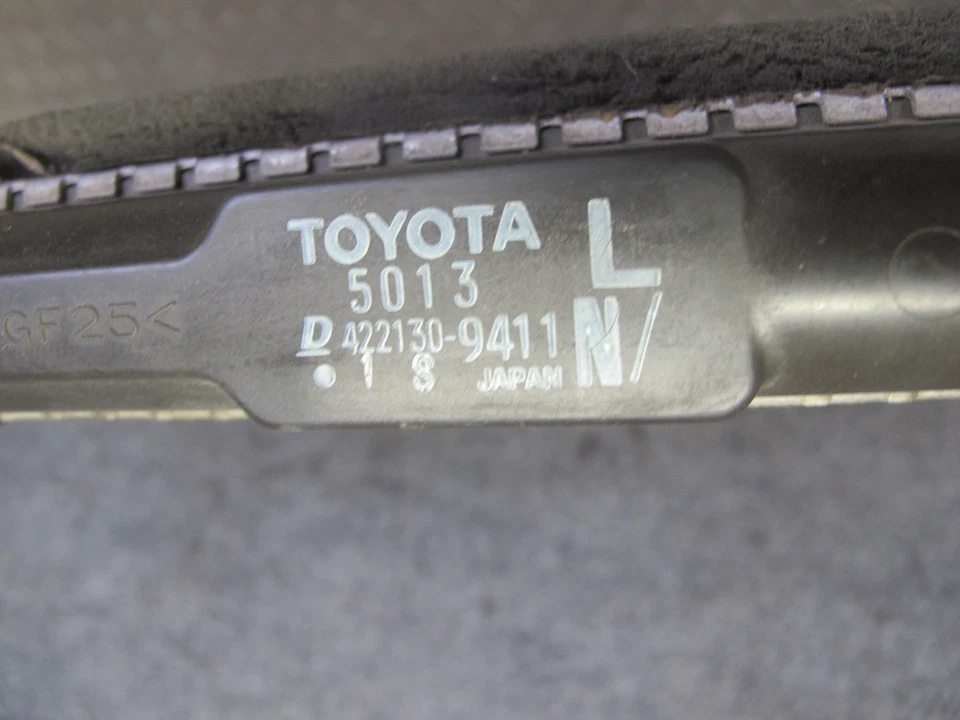 TOYOTA L
5013
D 422130-9411 N/
. 1 8 JAPAN
GF25<